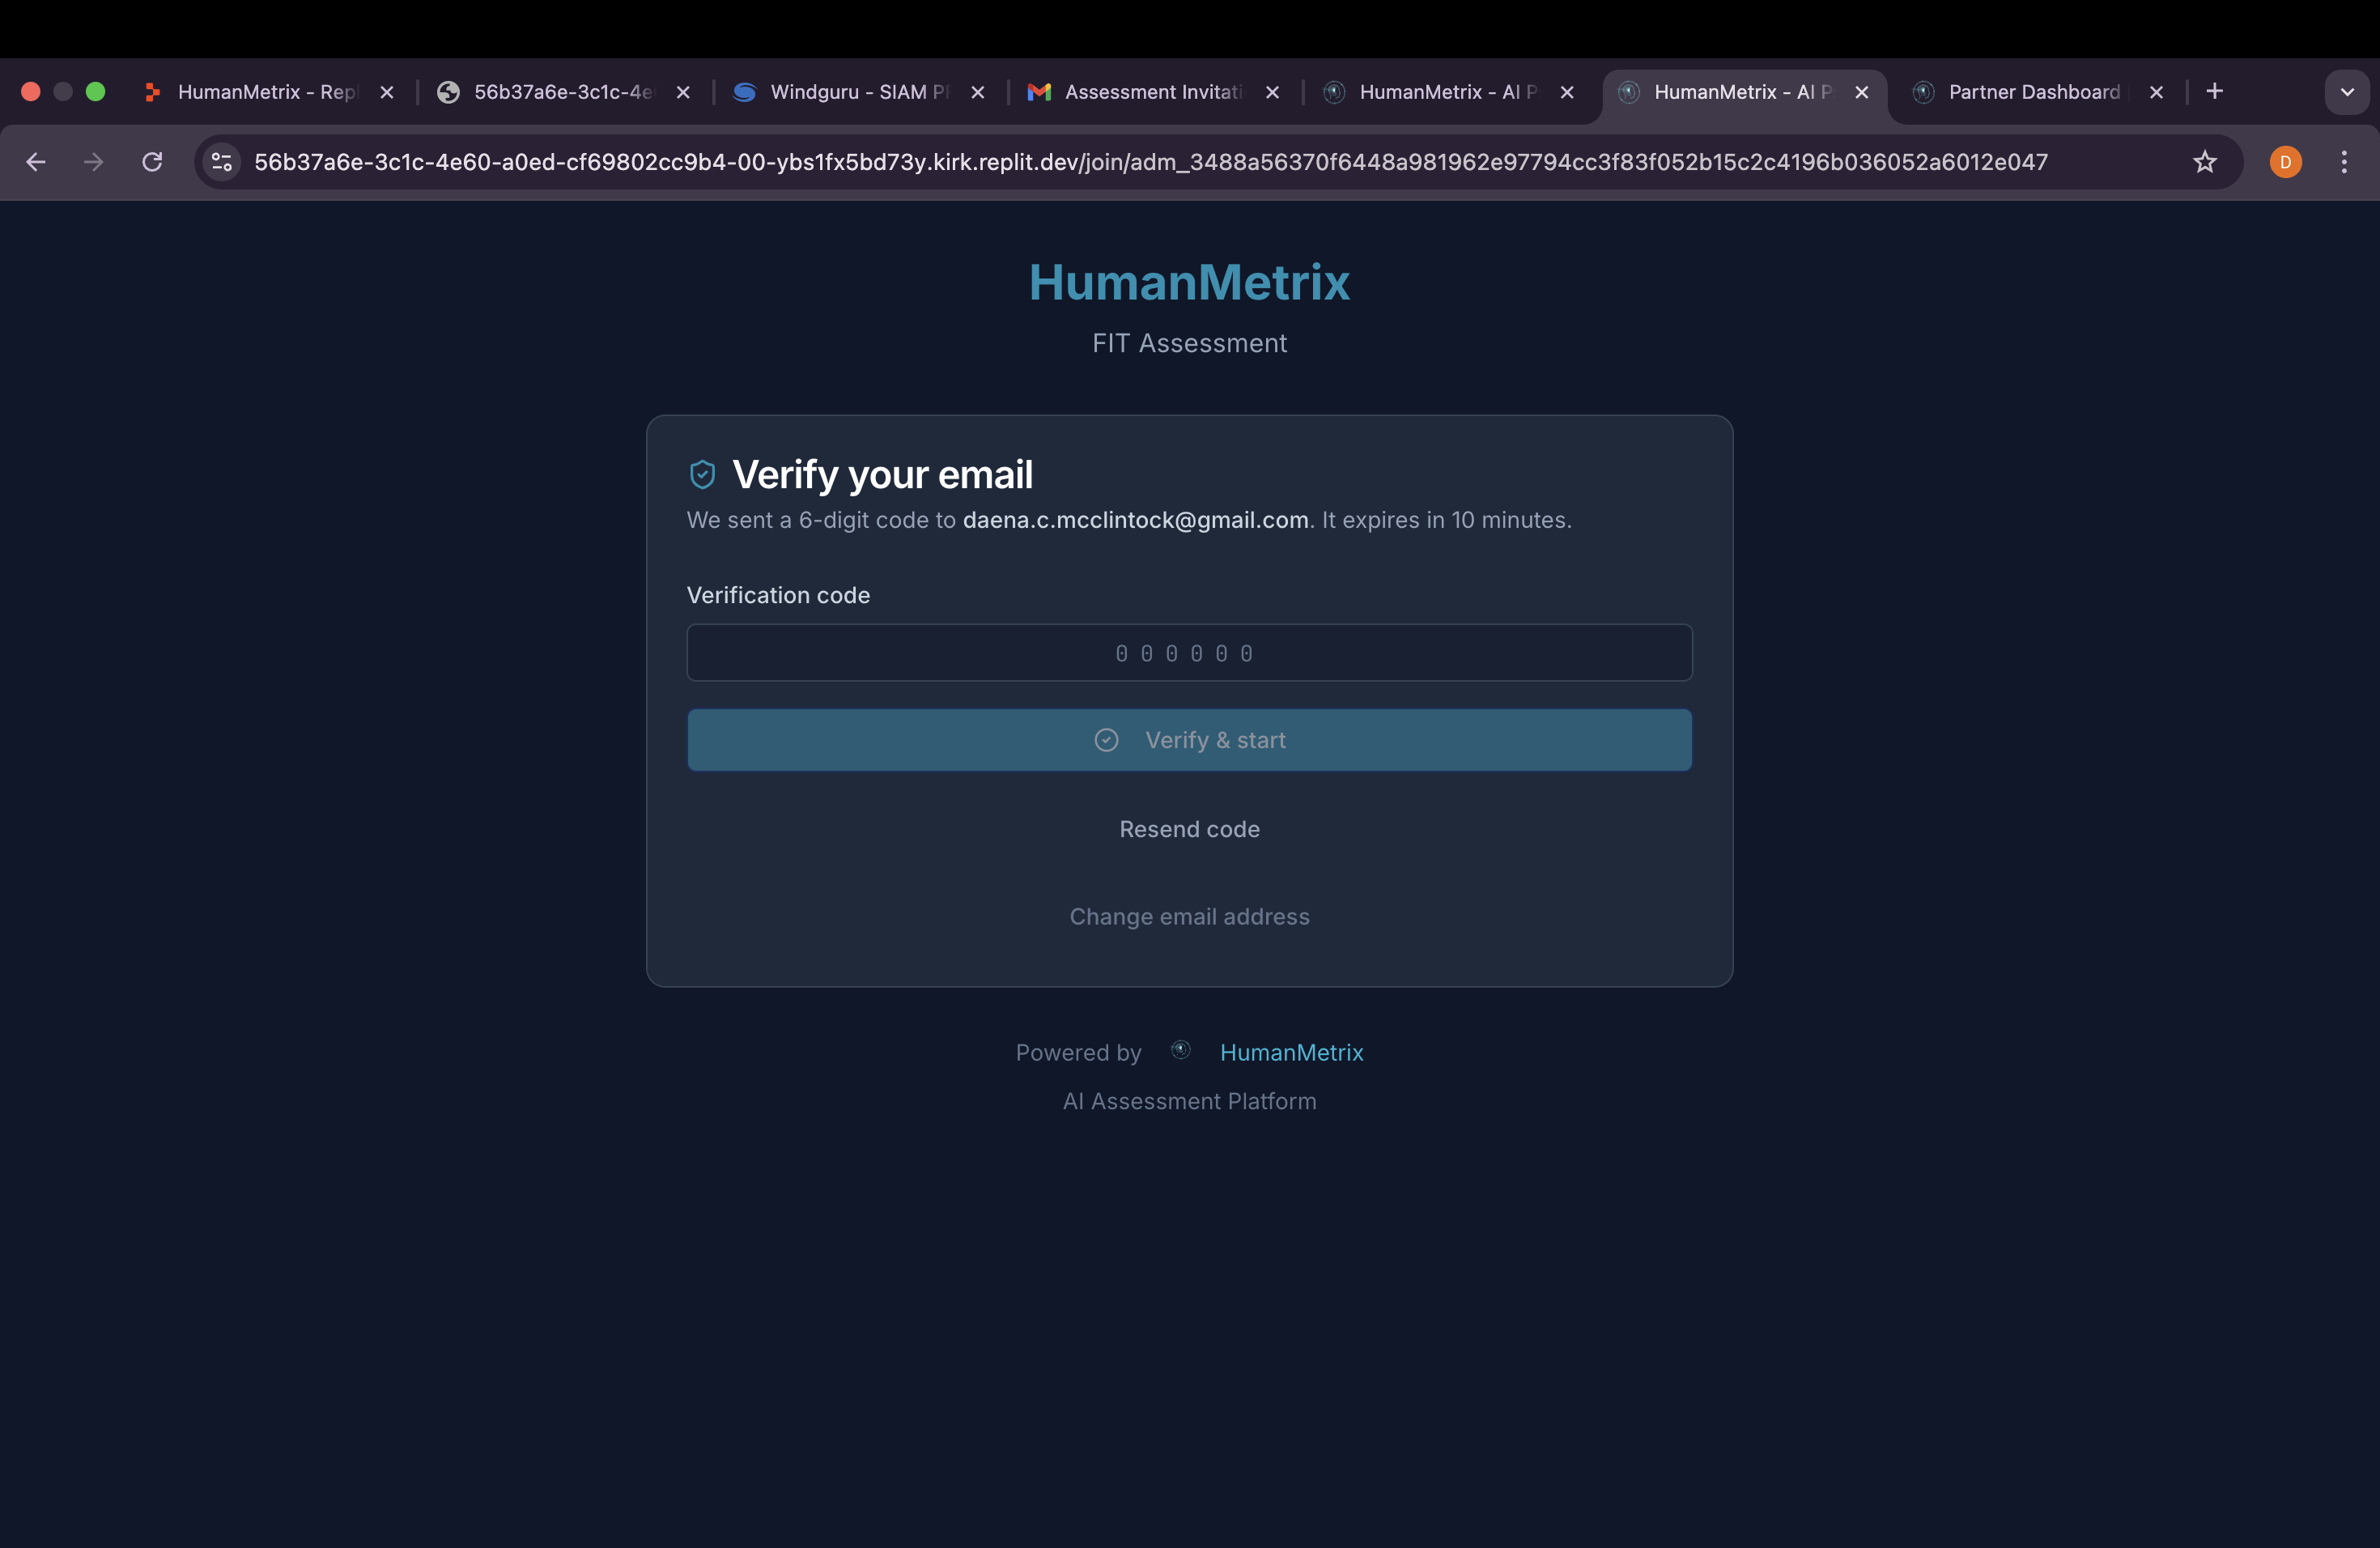 HumanMetrix - Repl
56b37a6e-3c1c-4e
Windguru - SIAM
Assessment Invitati
HumanMetrix - AI P
HumanMetrix - AI P
Partner Dashboard
56b37a6e-3c1c-4e60-a0ed-cf69802cc9b4-00-ybs1fx5bd73y.kirk.replit.dev/join/adm_3488a56370f6448a981962e97794cc3f83f052b15c2c4196b036052a6012e047
D
HumanMetrix
FIT Assessment
Verify your email
We sent a 6-digit code to daena.c.mcclintock@gmail.com. It expires in 10 minutes.
Verification code
0 0 0 0 0 0
Verify & start
Resend code
Change email address
Powered by HumanMetrix
AI Assessment Platform